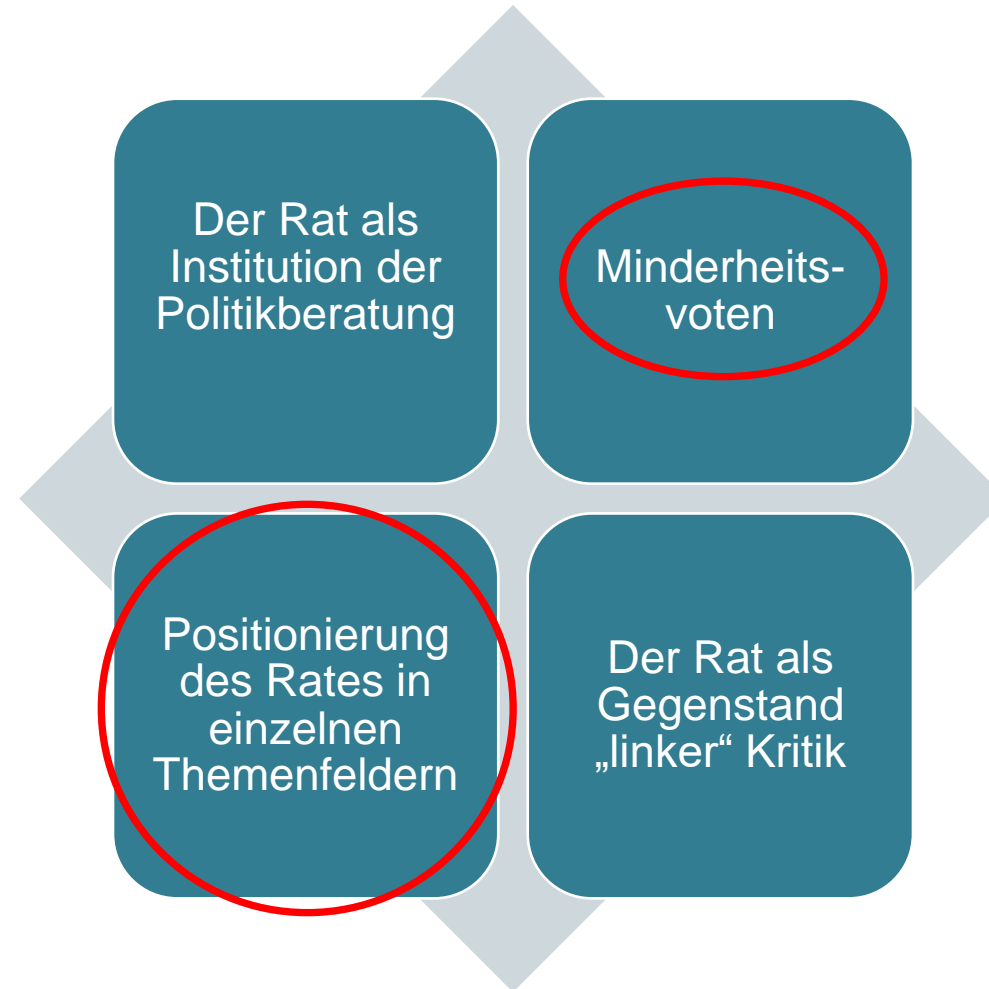 Der Rat als
Institution der
Politikberatung
Minderheits-
voten
Positionierung
des Rates in
einzelnen
Themenfeldern
Der Rat als
Gegenstand
„linker“ Kritik